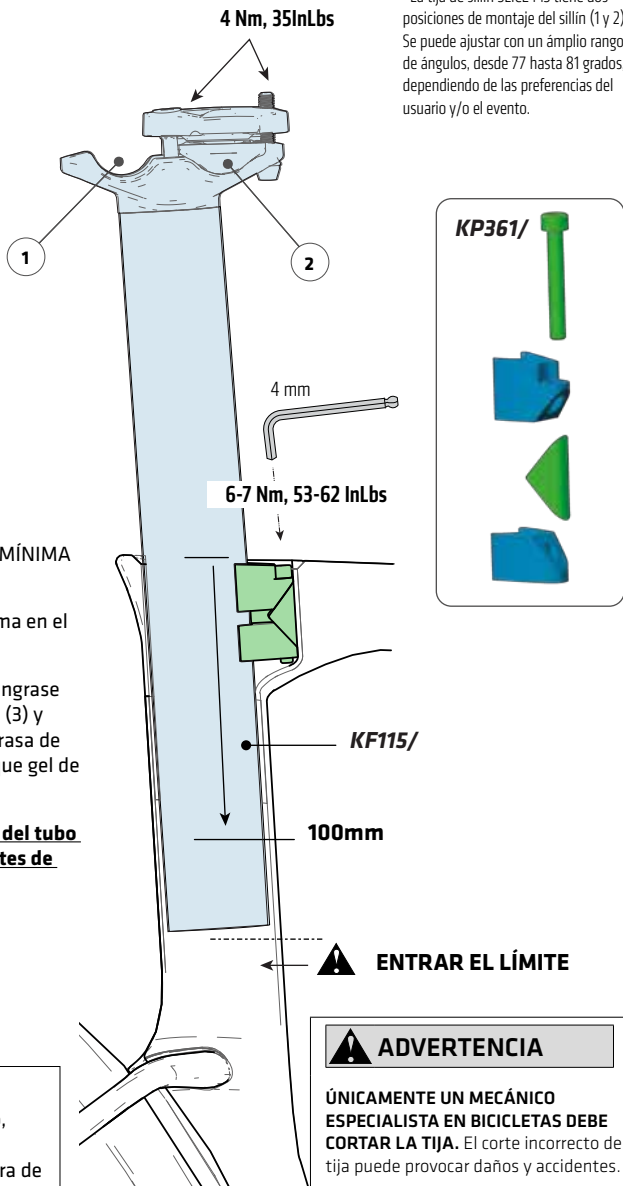 posiciones de montaje del sillín (1 y 2)
Se puede ajustar con un ámplio rango
de ángulos, desde 77 hasta 81 grados,
dependiendo de las preferencias del
usuario y/o el evento.
4 Nm, 35InLbs
1
2
KP361/
4 mm
6-7 Nm, 53-62 InLbs
MÍNIMA
ma en el
ngrase
(3) y
rasa de
ue gel de
del tubo
tes de
KF115/
100mm
ENTRAR EL LÍMITE
ADVERTENCIA
ÚNICAMENTE UN MECÁNICO
ESPECIALISTA EN BICICLETAS DEBE
CORTAR LA TIJA. El corte incorrecto de
tija puede provocar daños y accidentes.
ra de